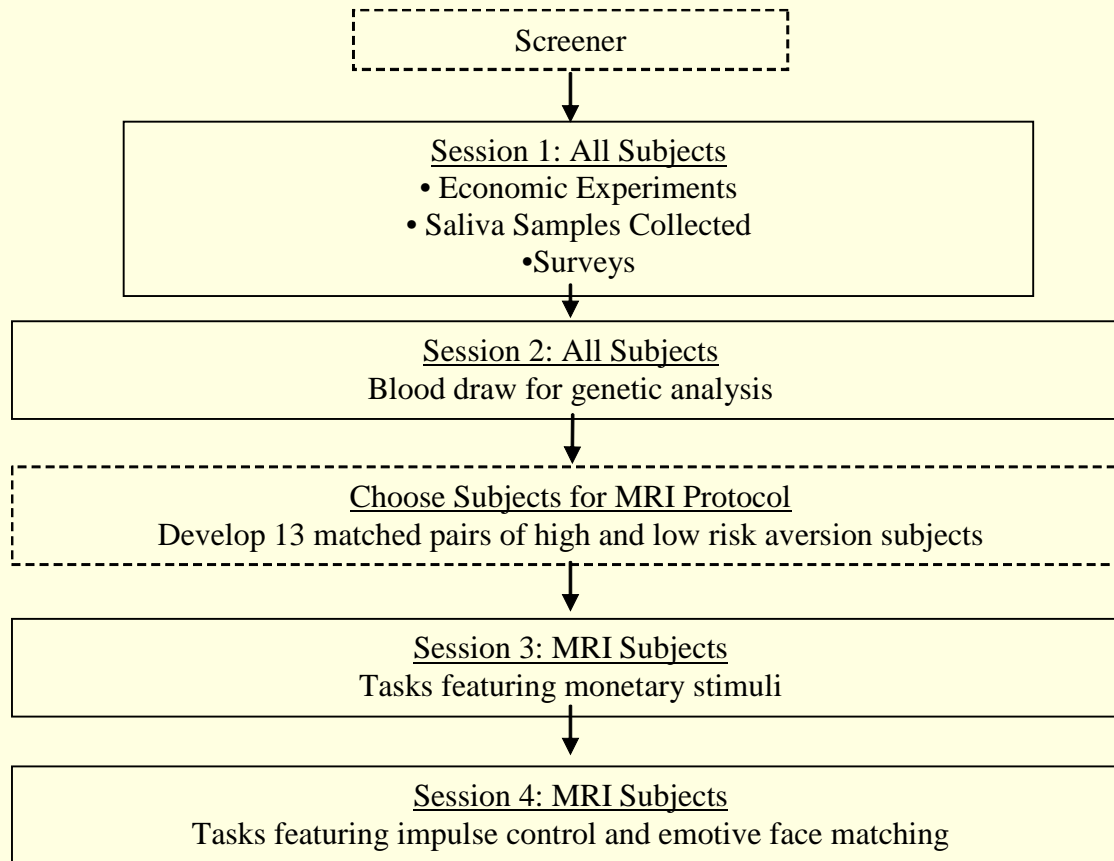 Screener
Session 1: All Subjects
• Economic Experiments
• Saliva Samples Collected
•Surveys
Session 2: All Subjects
Blood draw for genetic analysis
Choose Subjects for MRI Protocol
Develop 13 matched pairs of high and low risk aversion subjects
Session 3: MRI Subjects
Tasks featuring monetary stimuli
Session 4: MRI Subjects
Tasks featuring impulse control and emotive face matching